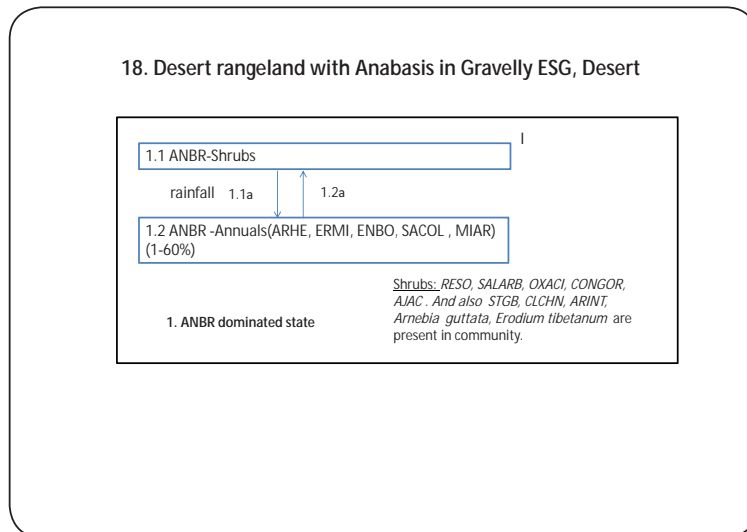 18. Desert rangeland with Anabasis in Gravelly ESG, Desert
I
1.1 ANBR-Shrubs
rainfall 1.1a 1.2a
1.2 ANBR -Annuals(ARHE, ERMI, ENBO, SACOL , MIAR)
(1-60%)
Shrubs: RESO, SALARB, OXACI, CONGOR,
AJAC . And also STGB, CLCHN, ARINT,
Arnebia guttata, Erodium tibetanum are
present in community.
1. ANBR dominated state